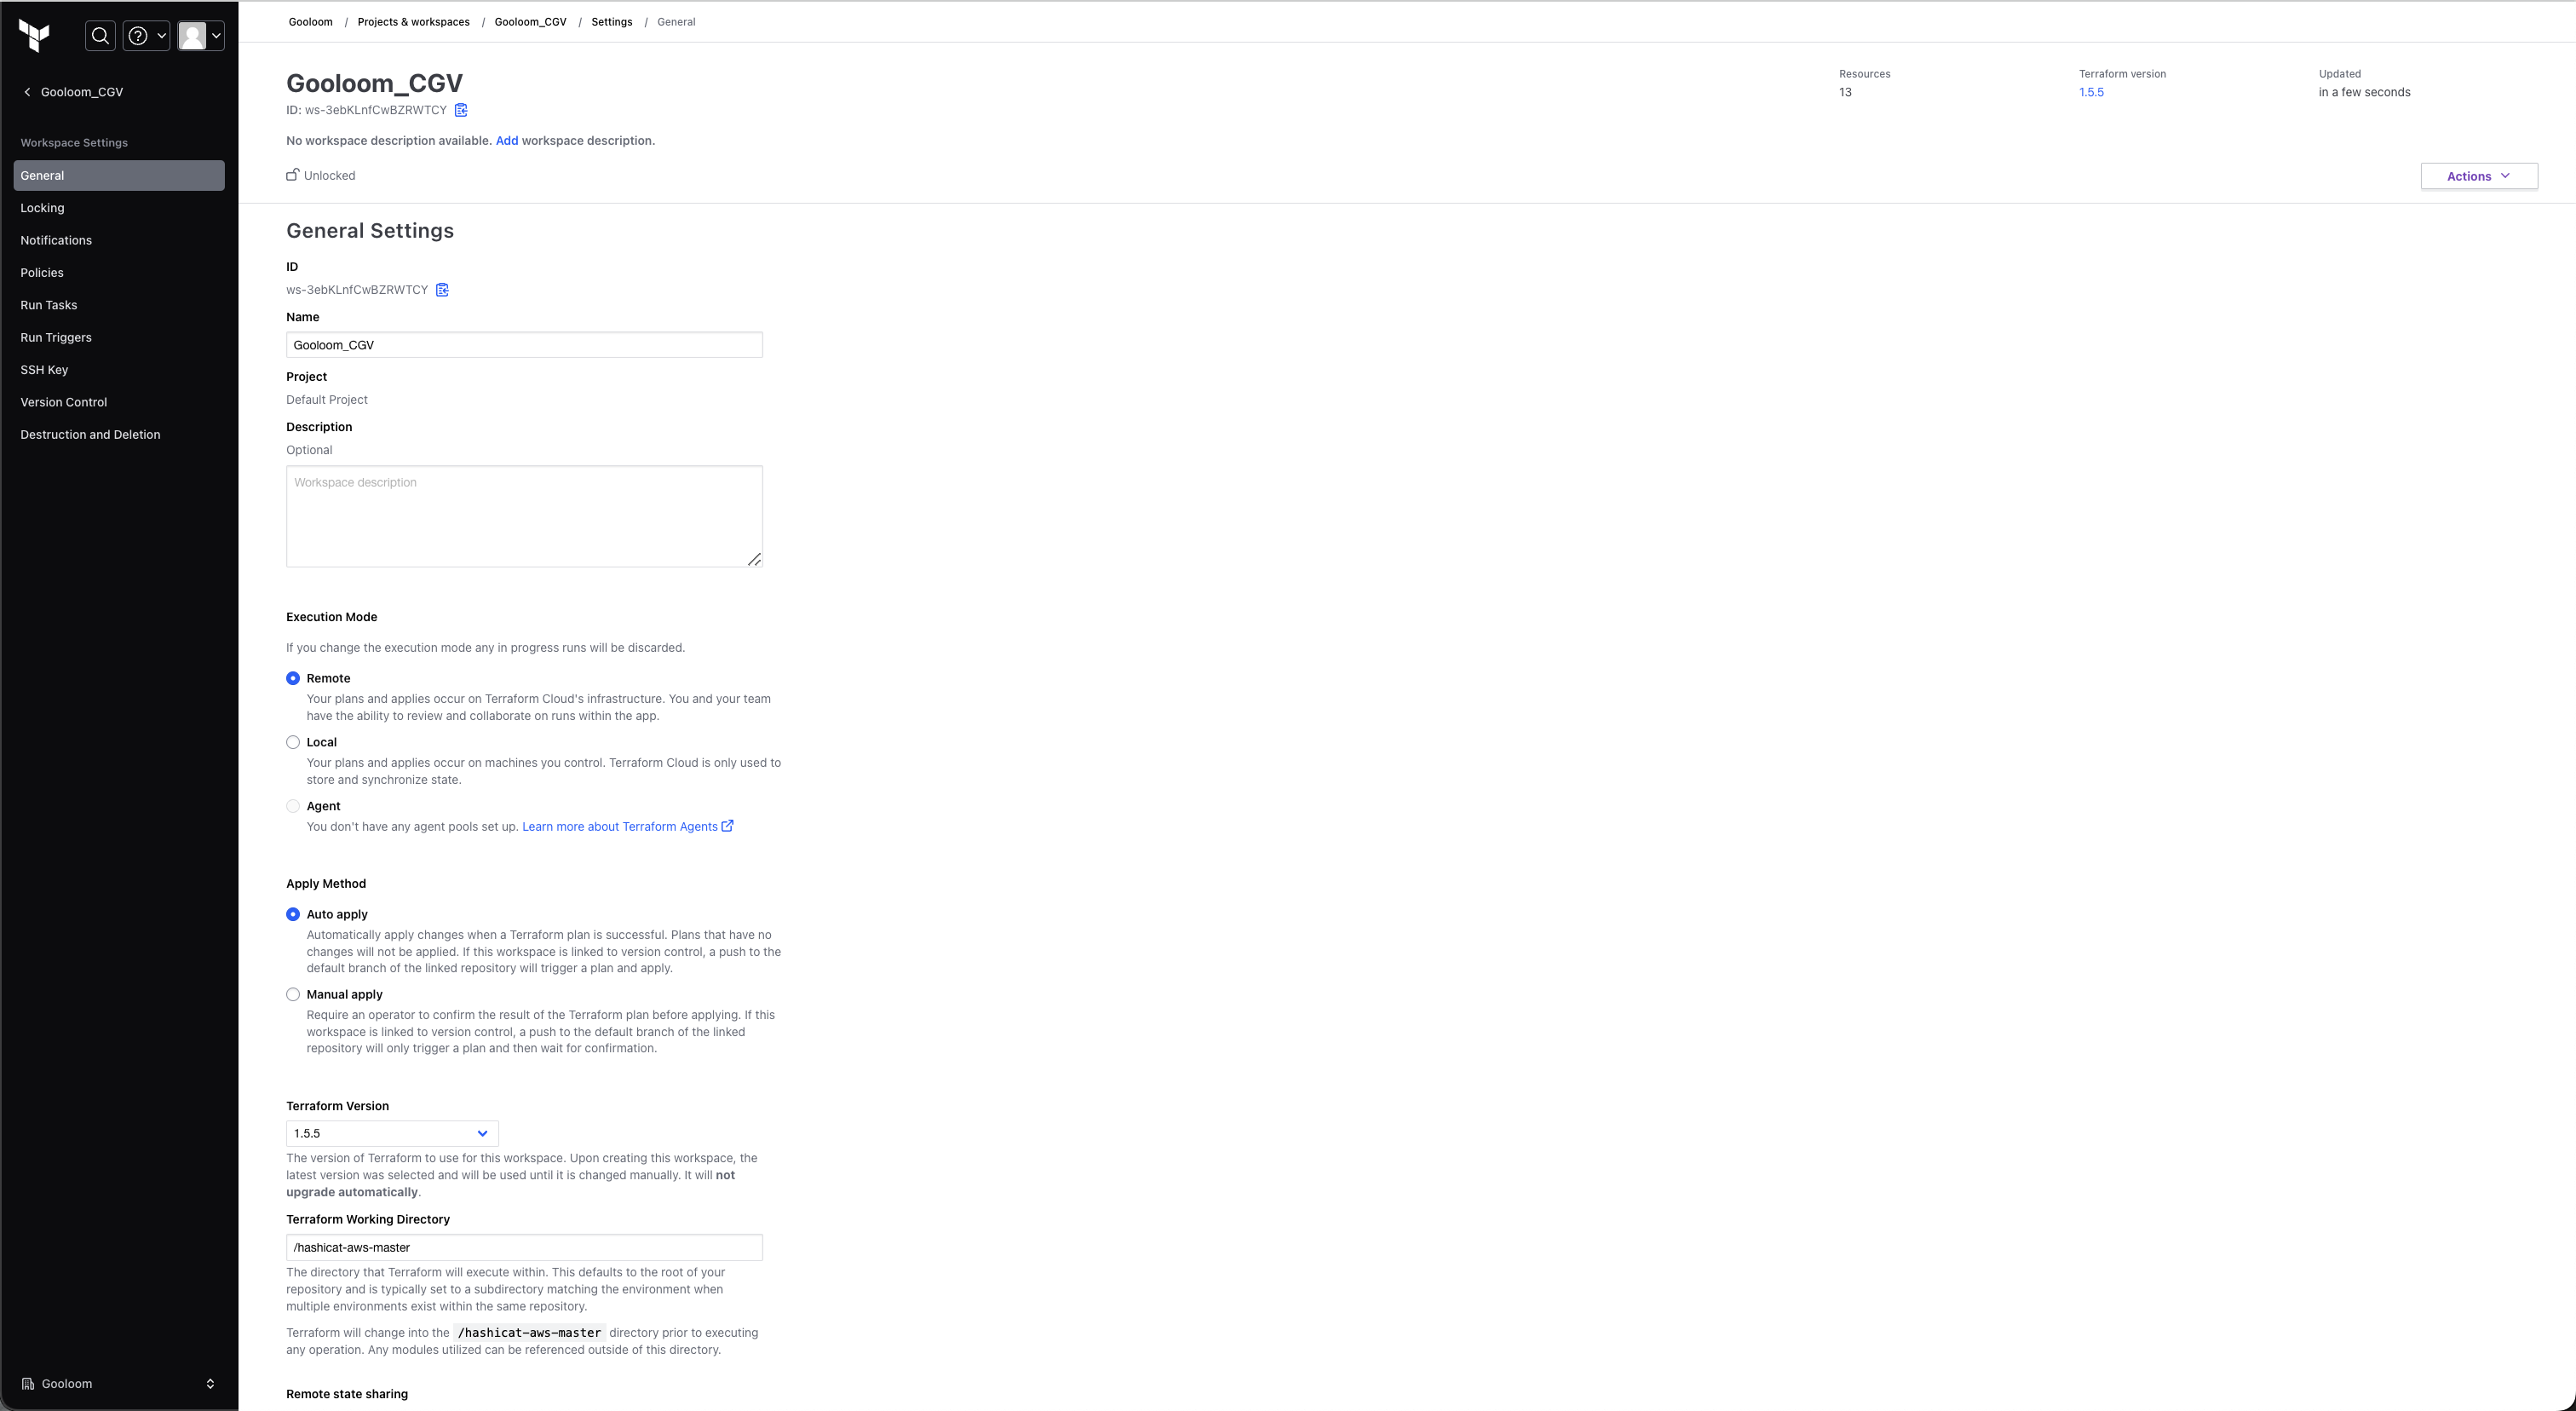 Gooloom / Projects & workspaces / Gooloom_CGV / Settings / General
Gooloom_CGV
Workspace Settings
General
Locking
Notifications
Policies
Run Tasks
Run Triggers
SSH Key
Version Control
Destruction and Deletion
Gooloom
Gooloom_CGV
ID: ws-3ebKLnfCwBZRWTCY
No workspace description available. Add workspace description.
Unlocked
Resources
13
Terraform version
1.5.5
Updated
in a few seconds
Actions
General Settings
ID
ws-3ebKLnfCwBZRWTCY
Name
Gooloom_CGV
Project
Default Project
Description
Optional
Workspace description
Execution Mode
If you change the execution mode any in progress runs will be discarded.
Remote
Your plans and applies occur on Terraform Cloud's infrastructure. You and your team
have the ability to review and collaborate on runs within the app.
Local
Your plans and applies occur on machines you control. Terraform Cloud is only used to
store and synchronize state.
Agent
You don't have any agent pools set up. Learn more about Terraform Agents
Apply Method
Auto apply
Automatically apply changes when a Terraform plan is successful. Plans that have no
changes will not be applied. If this workspace is linked to version control, a push to the
default branch of the linked repository will trigger a plan and apply.
Manual apply
Require an operator to confirm the result of the Terraform plan before applying. If this
workspace is linked to version control, a push to the default branch of the linked
repository will only trigger a plan and then wait for confirmation.
Terraform Version
1.5.5
The version of Terraform to use for this workspace. Upon creating this workspace, the
latest version was selected and will be used until it is changed manually. It will not
upgrade automatically.
Terraform Working Directory
/hashicat-aws-master
The directory that Terraform will execute within. This defaults to the root of your
repository and is typically set to a subdirectory matching the environment when
multiple environments exist within the same repository.
Terraform will change into the /hashicat-aws-master directory prior to executing
any operation. Any modules utilized can be referenced outside of this directory.
Remote state sharing